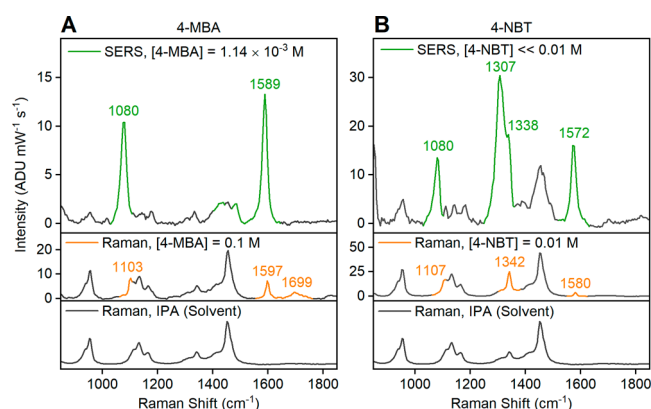 A
4-MBA
SERS, [4-MBA] = 1.14 × 10⁻³ M
1080
1589
15
10
5
0
Raman, [4-MBA] = 0.1 M
1103
1597
1699
20
10
0
Raman, IPA (Solvent)
1000
1200
1400
1600
1800
Raman Shift (cm⁻¹)
Intensity (ADU mW⁻¹ s⁻¹)
B
4-NBT
SERS, [4-NBT] << 0.01 M
1307
1338
1080
1572
30
20
10
0
Raman, [4-NBT] = 0.01 M
1107
1342
1580
50
25
0
Raman, IPA (Solvent)
1000
1200
1400
1600
1800
Raman Shift (cm⁻¹)